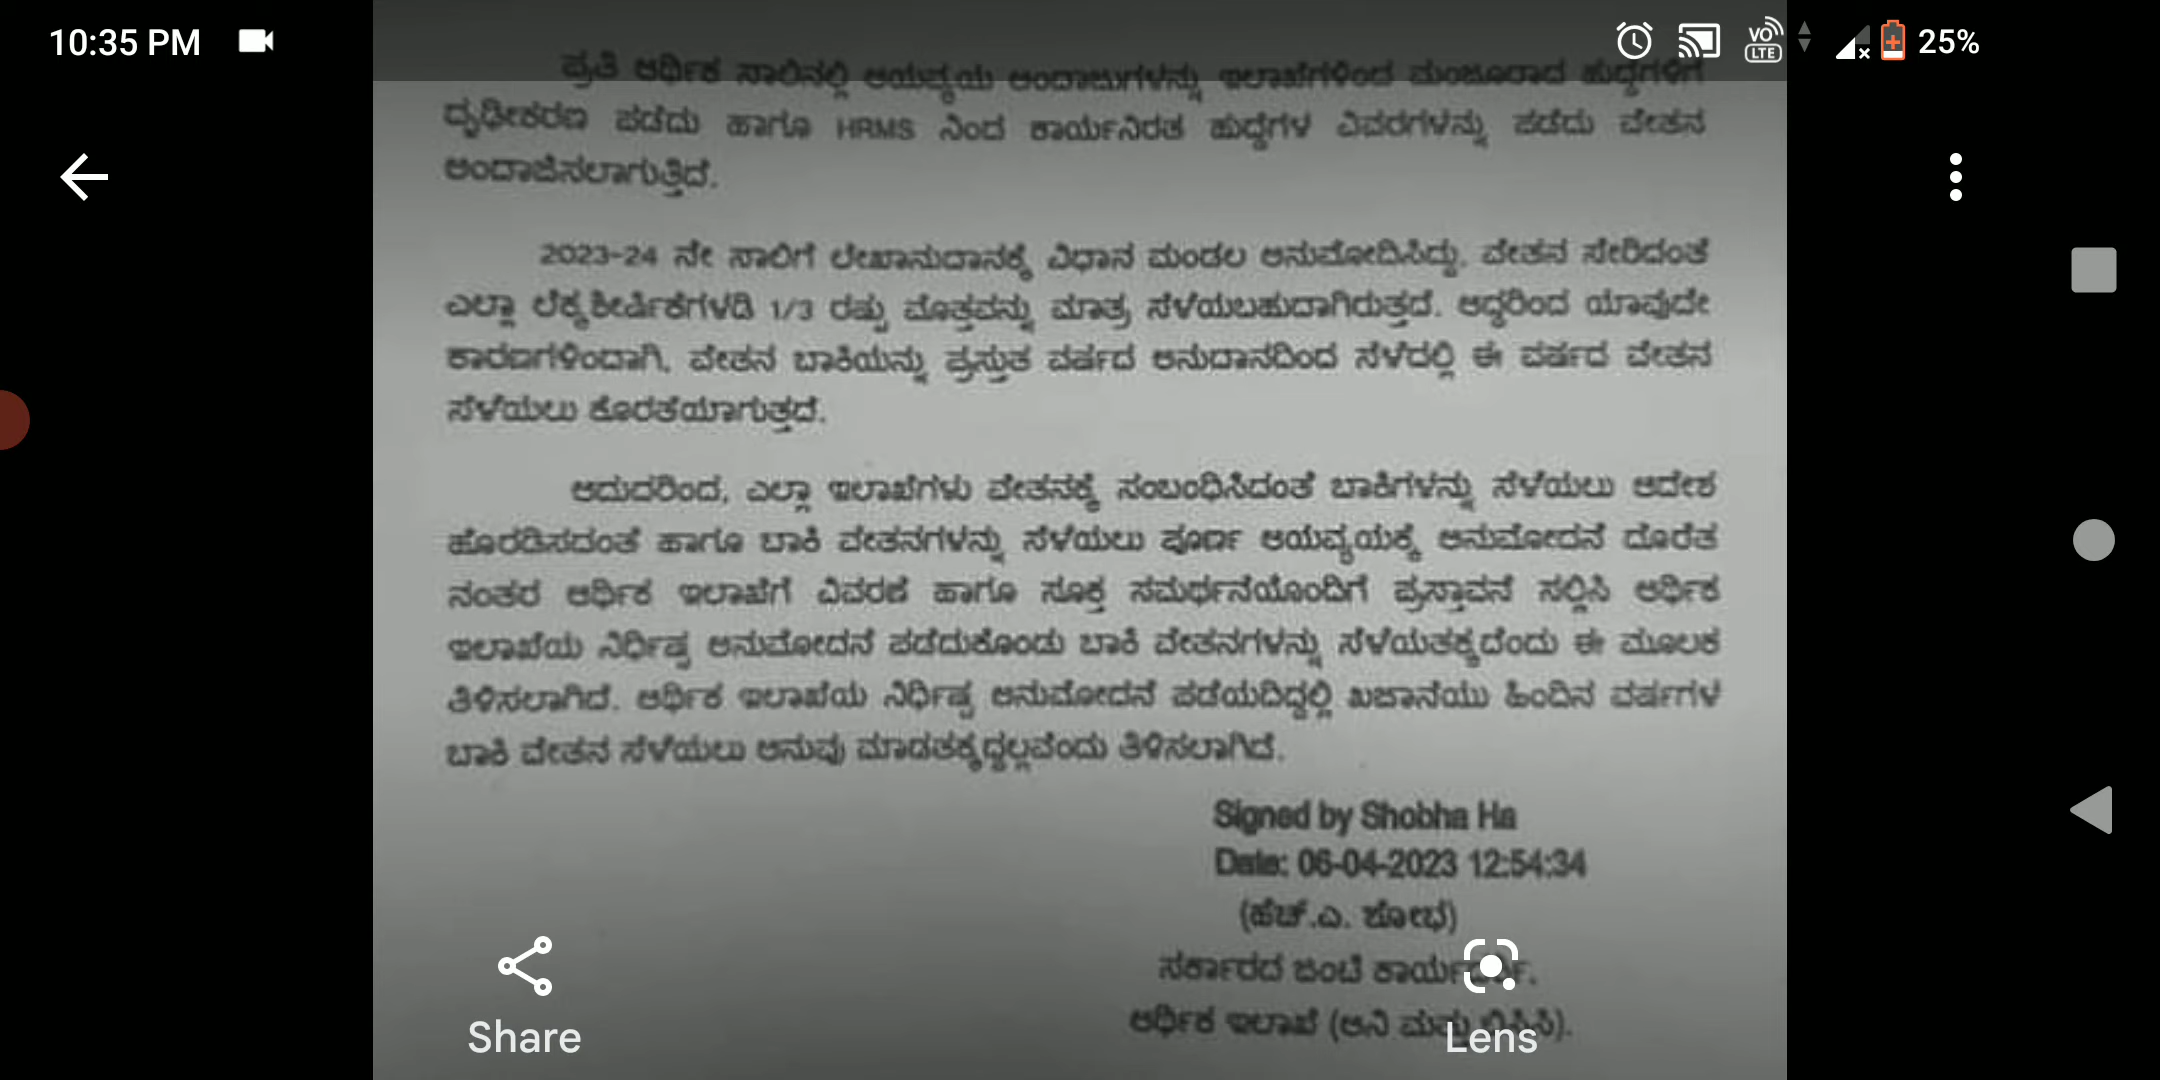 10:35 PM
VO LTE
25%
ಪ್ರತಿ ಆರ್ಥಿಕ ಸಾಲಿನಲ್ಲಿ ಆಯವ್ಯಯ ಅಂದಾಜುಗಳನ್ನು ಇಲಾಖೆಗಳಿಂದ ಮಂಜೂರಾದ ಹುದ್ದೆಗಳಿಗೆ
ದೃಢೀಕರಣ ಪಡೆದು ಹಾಗೂ HRMS ನಿಂದ ಕಾರ್ಯನಿರತ ಹುದ್ದೆಗಳ ವಿವರಗಳನ್ನು ಪಡೆದು ವೇತನ
ಅಂದಾಜಿಸಲಾಗುತ್ತಿದೆ.
2023-24 ನೇ ಸಾಲಿಗೆ ಲೇಖಾನುದಾನಕ್ಕೆ ವಿಧಾನ ಮಂಡಲ ಅನುಮೋದಿಸಿದ್ದು, ವೇತನ ಸೇರಿದಂತೆ
ಎಲ್ಲಾ ಲೆಕ್ಕಶೀರ್ಷಿಕೆಗಳಡಿ 1/3 ರಷ್ಟು ಮೊತ್ತವನ್ನು ಮಾತ್ರ ಸೆಳೆಯಬಹುದಾಗಿರುತ್ತದೆ. ಆದ್ದರಿಂದ ಯಾವುದೇ
ಕಾರಣಗಳಿಂದಾಗಿ, ವೇತನ ಬಾಕಿಯನ್ನು ಪ್ರಸ್ತುತ ವರ್ಷದ ಅನುದಾನದಿಂದ ಸೆಳೆದಲ್ಲಿ ಈ ವರ್ಷದ ವೇತನ
ಸೆಳೆಯಲು ಕೊರತೆಯಾಗುತ್ತದೆ.
ಆದುದರಿಂದ, ಎಲ್ಲಾ ಇಲಾಖೆಗಳು ವೇತನಕ್ಕೆ ಸಂಬಂಧಿಸಿದಂತೆ ಬಾಕಿಗಳನ್ನು ಸೆಳೆಯಲು ಆದೇಶ
ಹೊರಡಿಸದಂತೆ ಹಾಗೂ ಬಾಕಿ ವೇತನಗಳನ್ನು ಸೆಳೆಯಲು ಪೂರ್ಣ ಆಯವ್ಯಯಕ್ಕೆ ಅನುಮೋದನೆ ದೊರೆತ
ನಂತರ ಆರ್ಥಿಕ ಇಲಾಖೆಗೆ ವಿವರಣೆ ಹಾಗೂ ಸೂಕ್ತ ಸಮರ್ಥನೆಯೊಂದಿಗೆ ಪ್ರಸ್ತಾವನೆ ಸಲ್ಲಿಸಿ ಆರ್ಥಿಕ
ಇಲಾಖೆಯ ನಿರ್ಧಿಷ್ಟ ಅನುಮೋದನೆ ಪಡೆದುಕೊಂಡು ಬಾಕಿ ವೇತನಗಳನ್ನು ಸೆಳೆಯತಕ್ಕದೆಂದು ಈ ಮೂಲಕ
ತಿಳಿಸಲಾಗಿದೆ. ಆರ್ಥಿಕ ಇಲಾಖೆಯ ನಿರ್ಧಿಷ್ಟ ಅನುಮೋದನೆ ಪಡೆಯದಿದ್ದಲ್ಲಿ ಖಜಾನೆಯು ಹಿಂದಿನ ವರ್ಷಗಳ
ಬಾಕಿ ವೇತನ ಸೆಳೆಯಲು ಅನುವು ಮಾಡತಕ್ಕದ್ದಲ್ಲವೆಂದು ತಿಳಿಸಲಾಗಿದೆ.
Signed by Shobha Ha
Date: 06-04-2023 12:54:34
(ಹೆಚ್.ಎ. ಶೋಭ)
ಸರ್ಕಾರದ ಜಂಟಿ
ಆರ್ಥಿಕ ಇಲಾಖೆ (ಆನಿ
Share
Lens